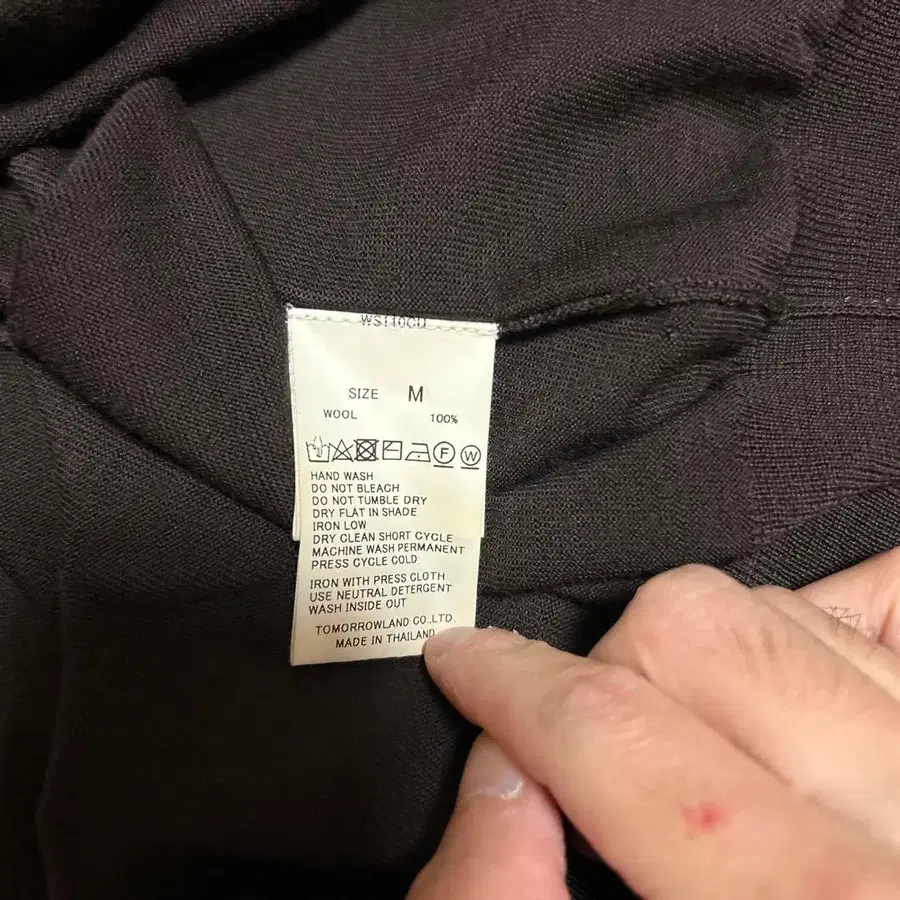 WS110CU
SIZE M
WOOL 100%
F W
HAND WASH
DO NOT BLEACH
DO NOT TUMBLE DRY
DRY FLAT IN SHADE
IRON LOW
DRY CLEAN SHORT CYCLE
MACHINE WASH PERMANENT
PRESS CYCLE COLD
IRON WITH PRESS CLOTH
USE NEUTRAL DETERGENT
WASH INSIDE OUT
TOMORROWLAND CO.,LTD.
MADE IN THAILAND